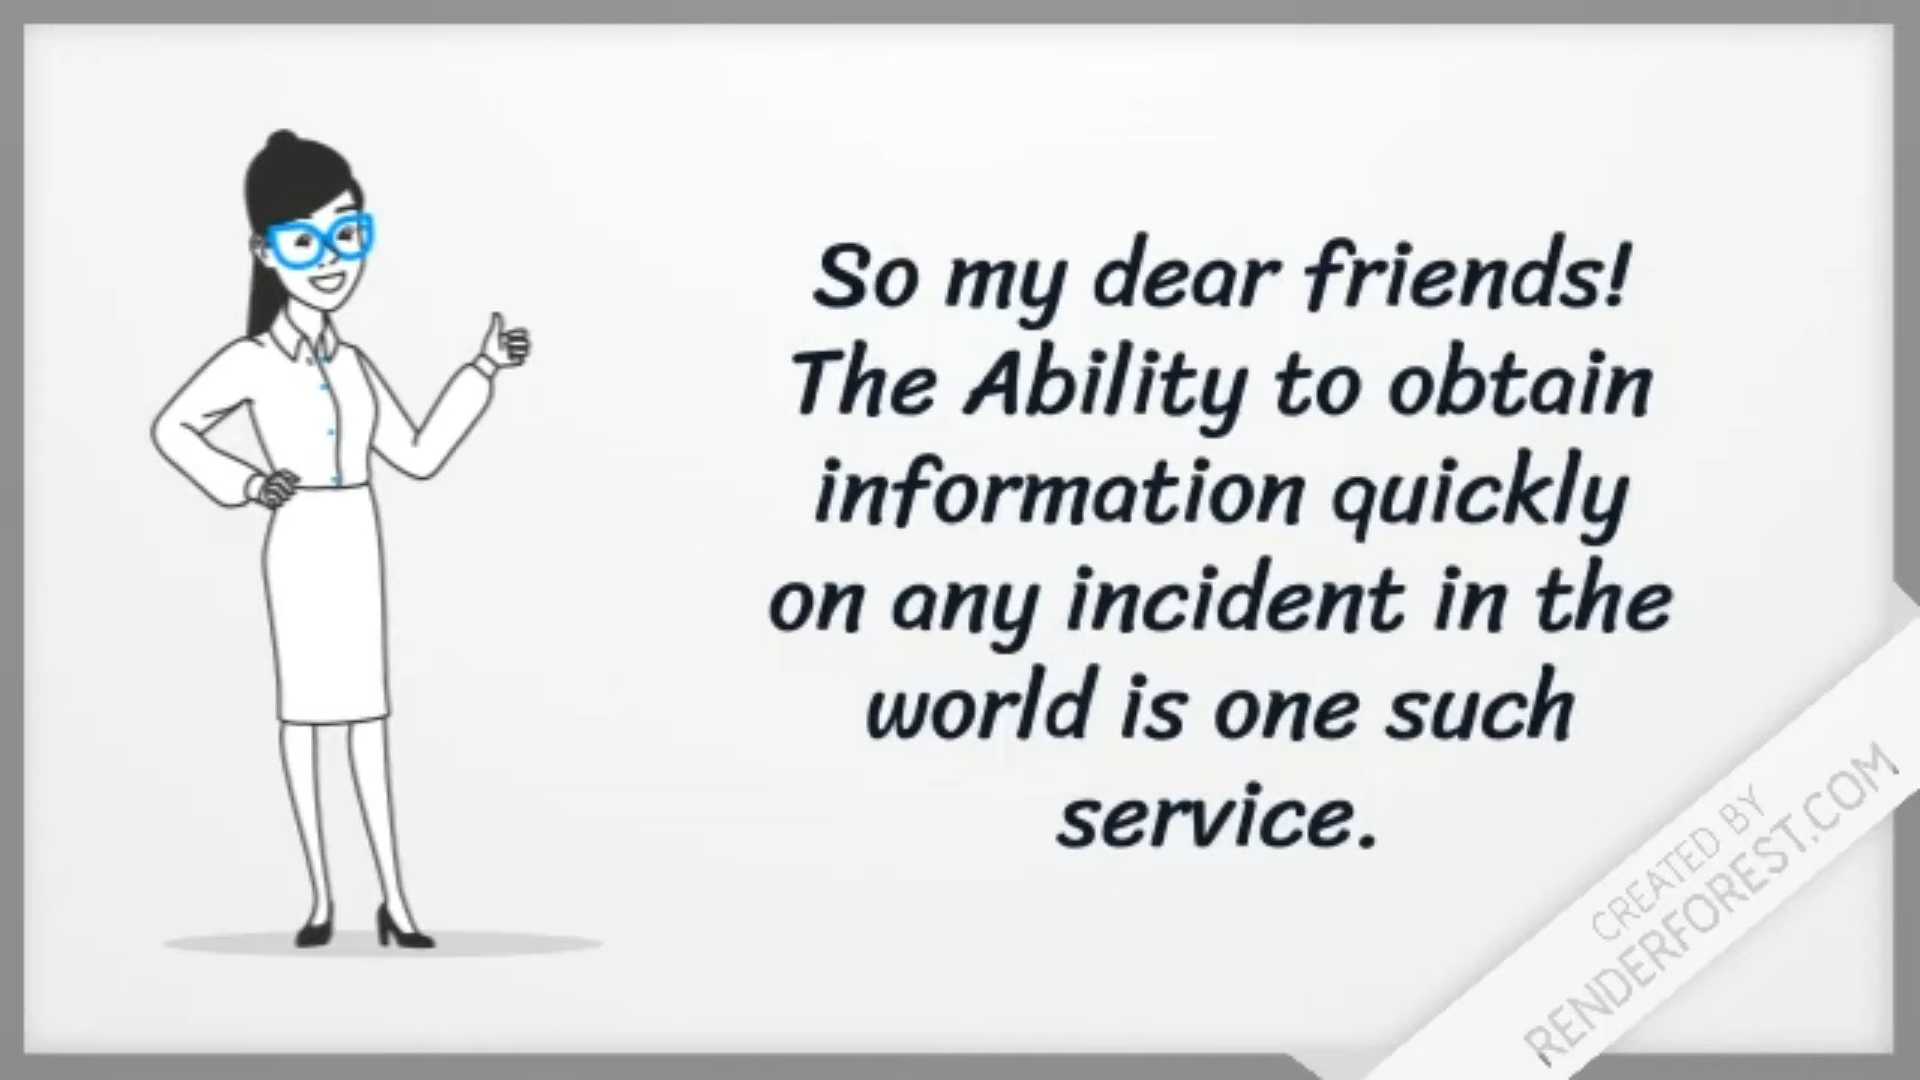 So my dear friends!
The Ability to obtain
information quickly
on any incident in the
world is one such
service.
CREATED BY
RENDERFOREST.COM